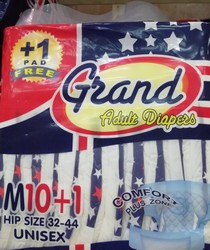 +1
PAD
FREE
Grand
Adult Diapers
M10+1
HIP SIZE 32-44
UNISEX
COMFORT
PLUS ZONE